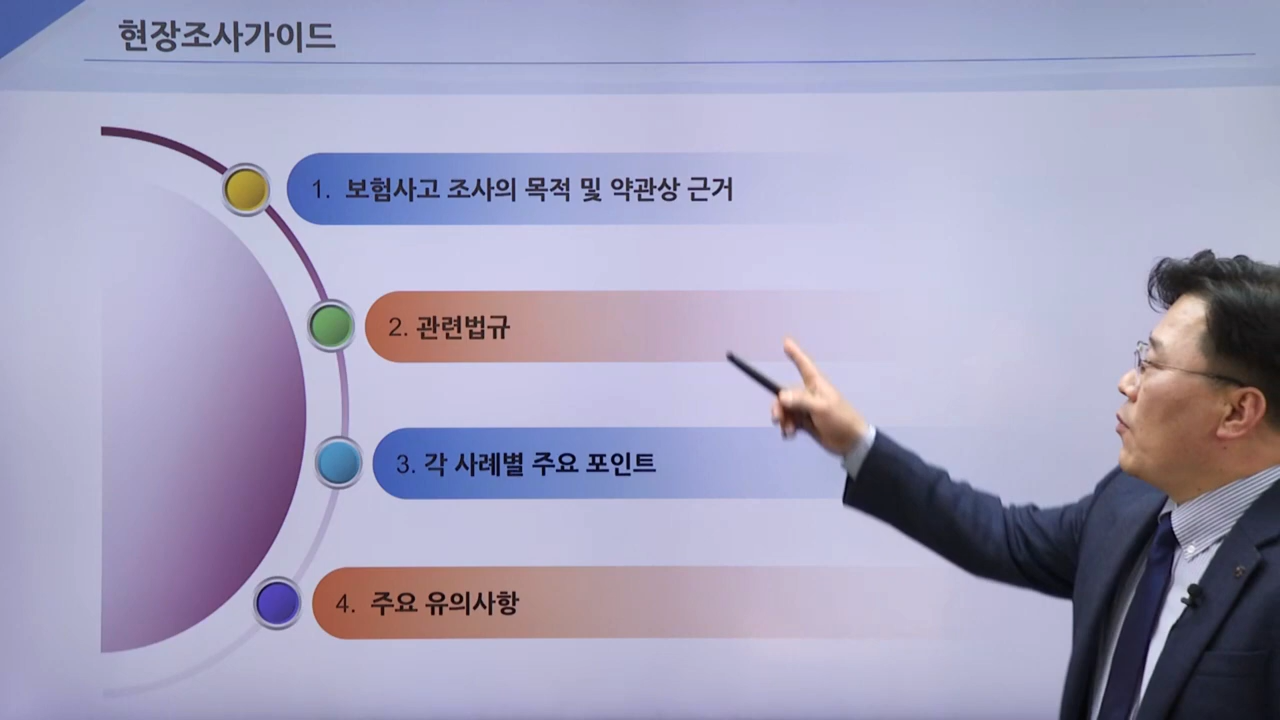 현장조사가이드
1. 보험사고 조사의 목적 및 약관상 근거
2. 관련법규
3. 각 사례별 주요 포인트
4. 주요 유의사항